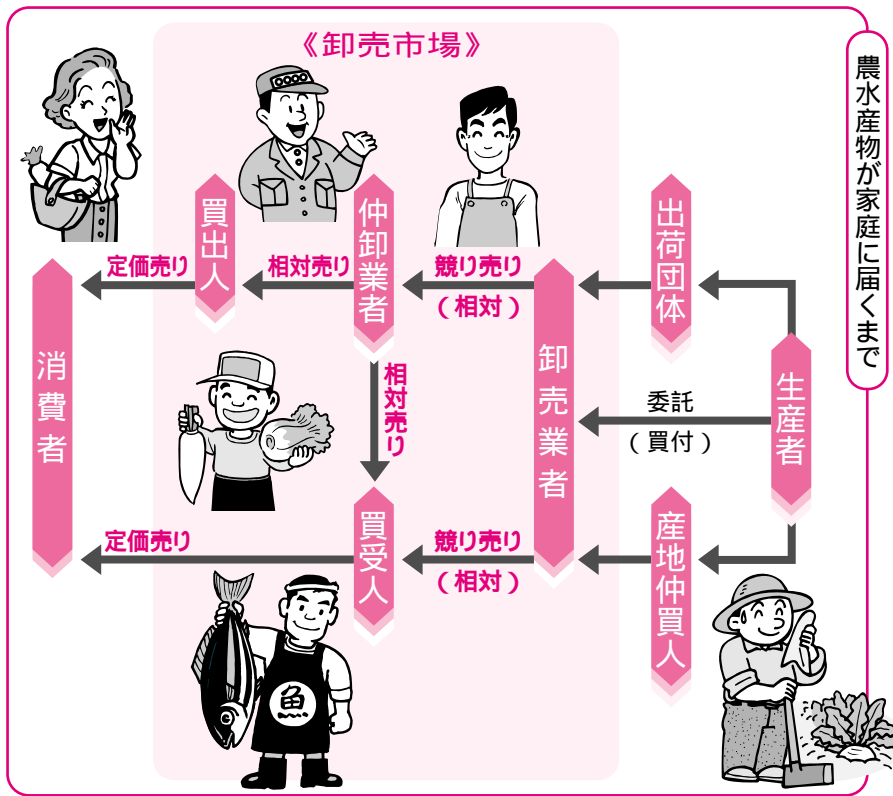 《卸売市場》
農水産物が家庭に届くまで
生産者
出荷団体
委託
（買付）
産地仲買人
卸売業者
競り売り
（相対）
競り売り
（相対）
仲卸業者
相対売り
相対売り
買出人
買受人
定価売り
定価売り
消費者
魚